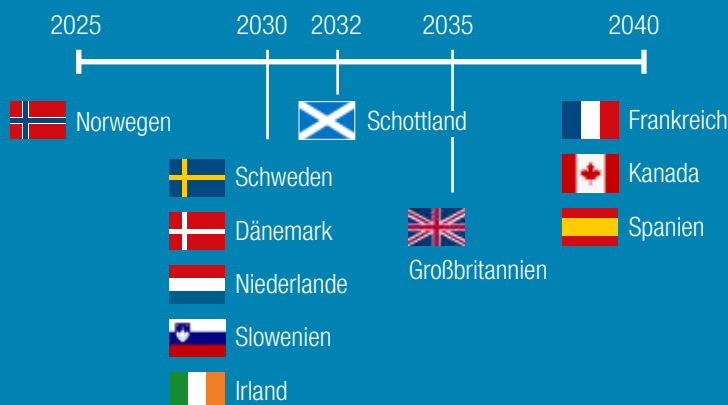 2025 2030 2032 2035 2040
Norwegen Schottland Frankreich
Schweden Kanada
Dänemark Spanien
Großbritannien
Niederlande
Slowenien
Irland